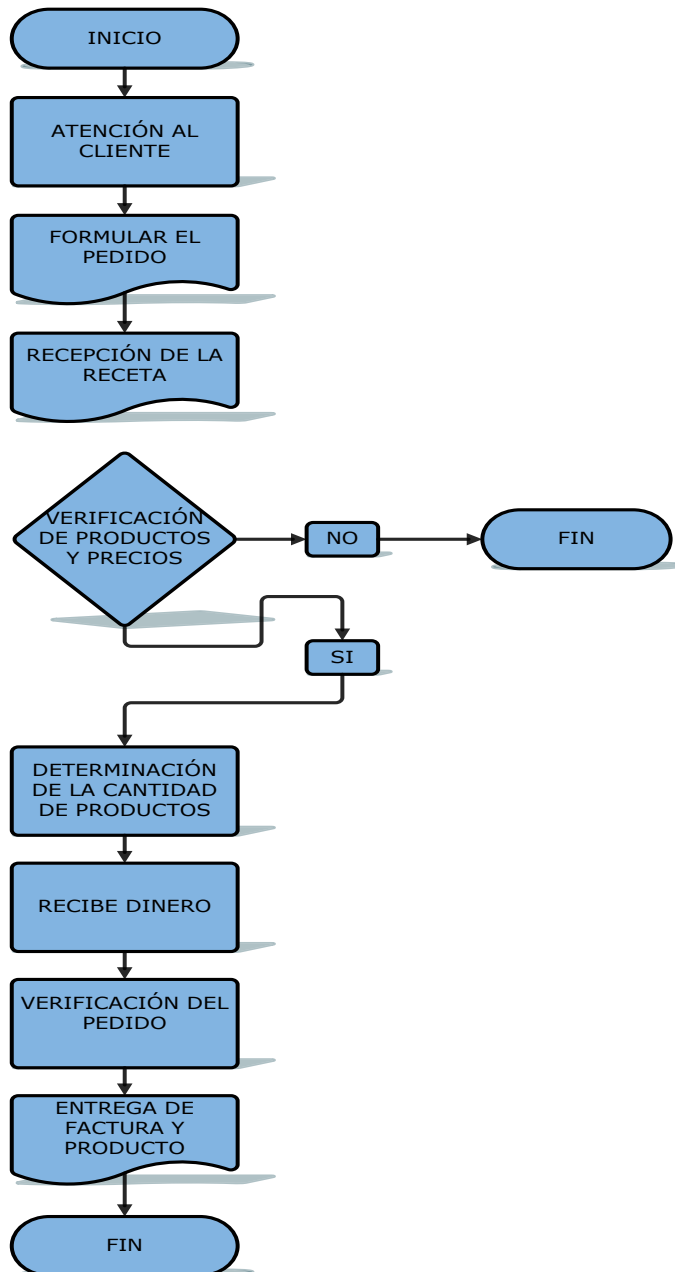 INICIO
ATENCIÓN AL
CLIENTE
FORMULAR EL
PEDIDO
RECEPCIÓN DE LA
RECETA
VERIFICACIÓN
DE PRODUCTOS
Y PRECIOS
NO
FIN
SI
DETERMINACIÓN
DE LA CANTIDAD
DE PRODUCTOS
RECIBE DINERO
VERIFICACIÓN DEL
PEDIDO
ENTREGA DE
FACTURA Y
PRODUCTO
FIN